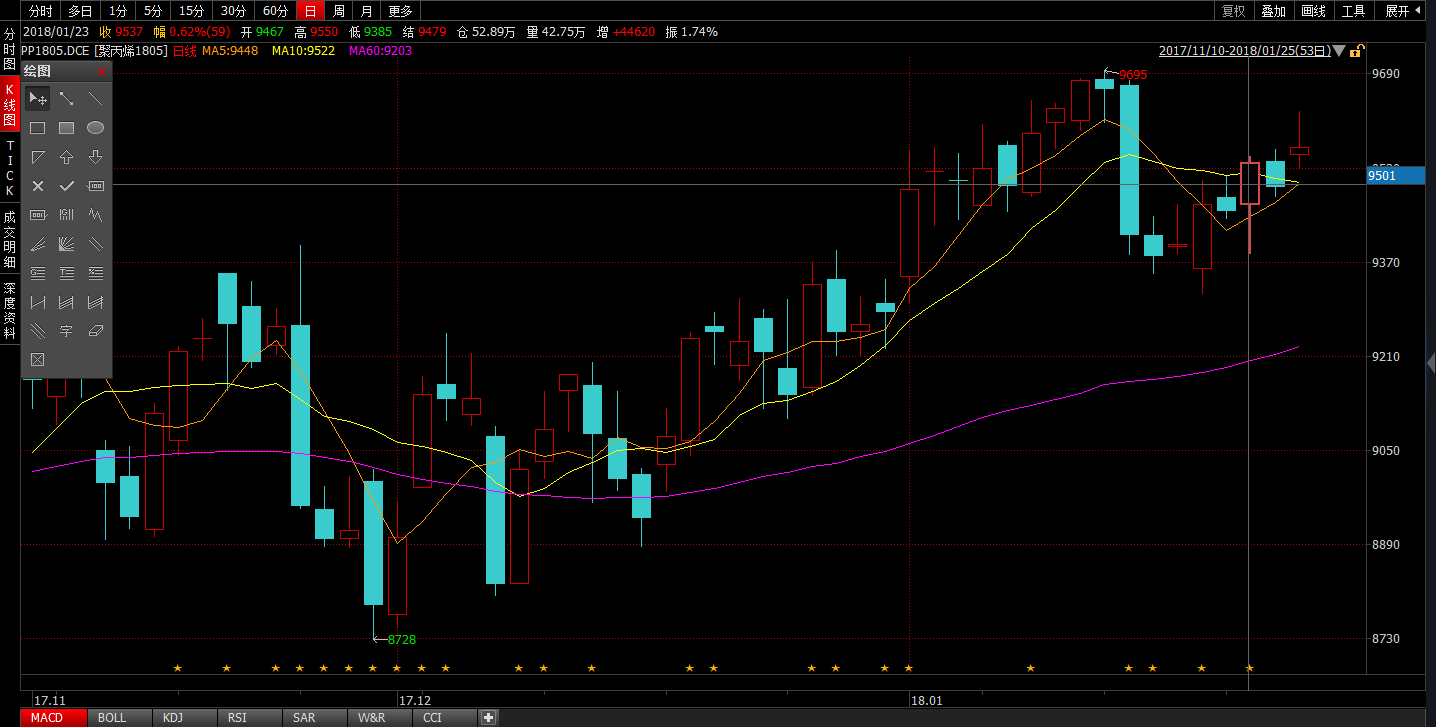 分时 多日 1分 5分 15分 30分 60分 日 周 月 更多 复权 叠加 画线 工具 展开
2018/01/23 收 9537 幅 0.62%(59) 开 9467 高 9550 低 9385 结 9479 仓 52.89万 量 42.75万 增 +44620 振 1.74%
PP1805.DCE [聚丙烯1805] 日线 MA5:9448 MA10:9522 MA60:9203 2017/11/10-2018/01/25(53日)
分时图
K线图
TICK
成交明细
深度资料
绘图
字
9695
9690
9501
9370
9210
9050
8890
8730
8728
17.11 17.12 18.01
MACD BOLL KDJ RSI SAR W&R CCI